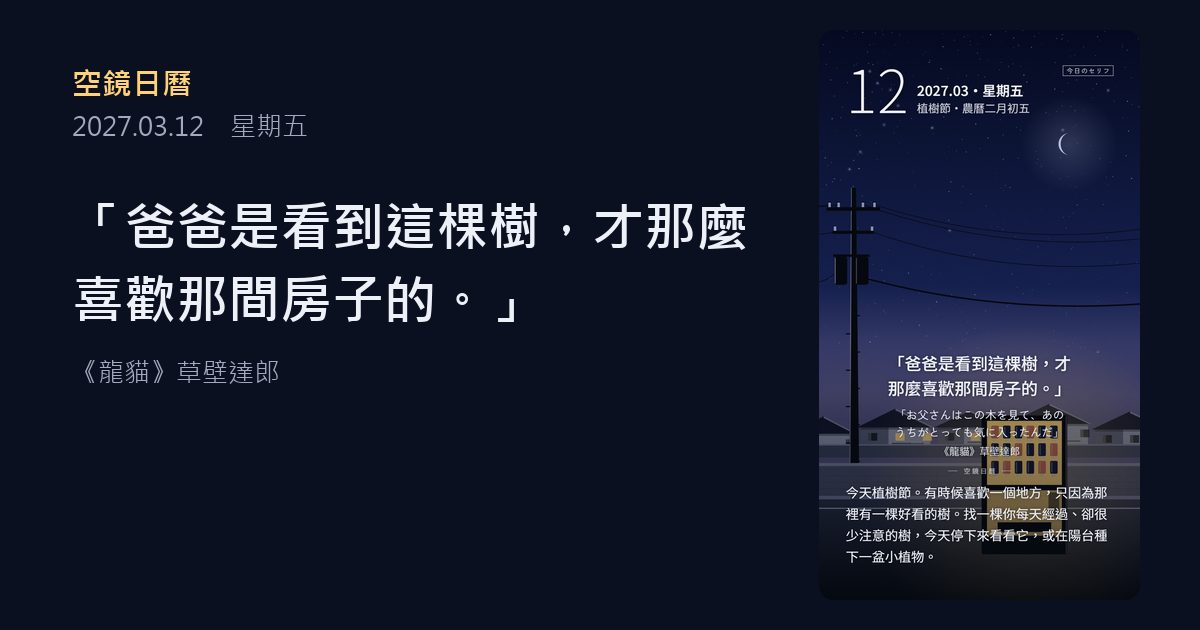 空鏡日曆
2027.03.12 星期五
「爸爸是看到這棵樹，才那麼
喜歡那間房子的。」
《龍貓》草壁達郎
今日のセリフ
12
2027.03・星期五
植樹節・農曆二月初五
「爸爸是看到這棵樹，才
那麼喜歡那間房子的。」
「お父さんはこの木を見て、あの
うちがとっても気に入ったんだ」
《龍貓》草壁達郎
— 空鏡日曆 —
今天植樹節。有時候喜歡一個地方，只因為那
裡有一棵好看的樹。找一棵你每天經過、卻很
少注意的樹，今天停下來看看它，或在陽台種
下一盆小植物。